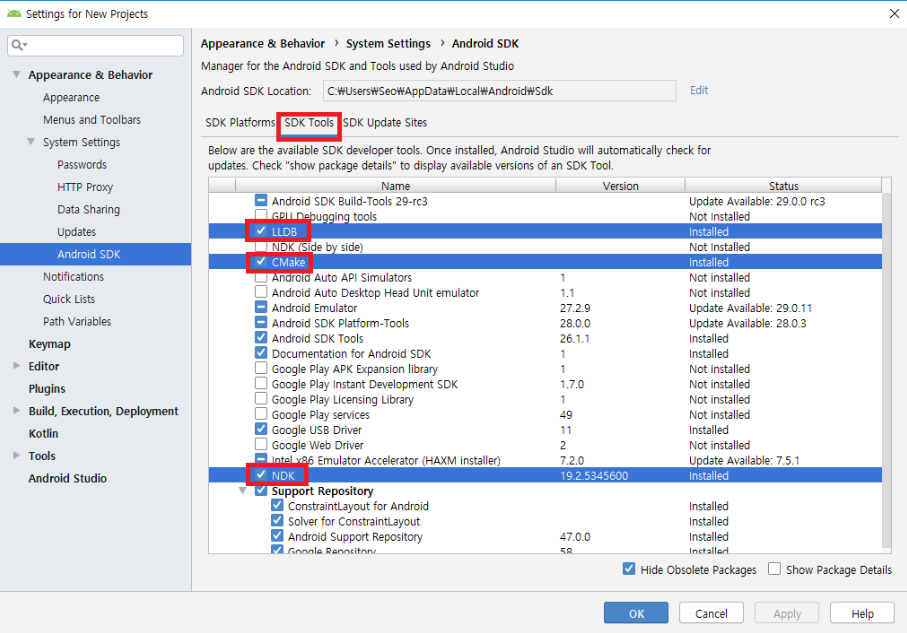 Settings for New Projects
Appearance & Behavior
Appearance
Menus and Toolbars
System Settings
Passwords
HTTP Proxy
Data Sharing
Updates
Android SDK
Notifications
Quick Lists
Path Variables
Keymap
Editor
Plugins
Build, Execution, Deployment
Kotlin
Tools
Android Studio
Appearance & Behavior › System Settings › Android SDK
Manager for the Android SDK and Tools used by Android Studio
Android SDK Location: C:₩Users₩Seo₩AppData₩Local₩Android₩Sdk Edit
SDK Platforms SDK Tools SDK Update Sites
Below are the available SDK developer tools. Once installed, Android Studio will automatically check for
updates. Check "show package details" to display available versions of an SDK Tool.
Name Version Status
Android SDK Build-Tools 29-rc3 Update Available: 29.0.0 rc3
GPU Debugging tools Not Installed
LLDB Installed
NDK (Side by side) Not Installed
CMake Installed
Android Auto API Simulators 1 Not installed
Android Auto Desktop Head Unit emulator 1.1 Not installed
Android Emulator 27.2.9 Update Available: 29.0.11
Android SDK Platform-Tools 28.0.0 Update Available: 28.0.3
Android SDK Tools 26.1.1 Installed
Documentation for Android SDK 1 Installed
Google Play APK Expansion library 1 Not installed
Google Play Instant Development SDK 1.7.0 Not installed
Google Play Licensing Library 1 Not installed
Google Play services 49 Not installed
Google USB Driver 11 Installed
Google Web Driver 2 Not installed
Intel x86 Emulator Accelerator (HAXM installer) 7.2.0 Update Available: 7.5.1
NDK 19.2.5345600 Installed
Support Repository
ConstraintLayout for Android Installed
Solver for ConstraintLayout Installed
Android Support Repository 47.0.0 Installed
Google Repository 58 Installed
Hide Obsolete Packages Show Package Details
OK Cancel Apply Help